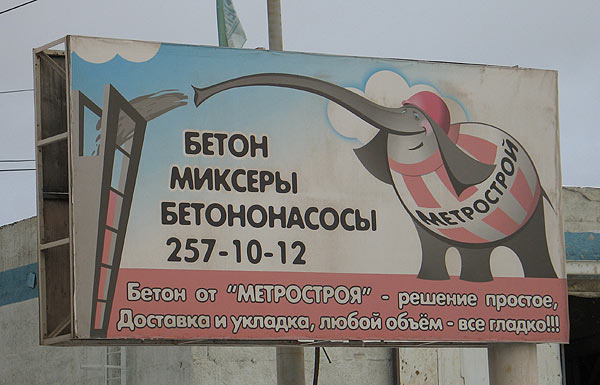 БЕТОН
МИКСЕРЫ
БЕТОНОНАСОСЫ
257-10-12
МЕТРОСТРОЙ
Бетон от "МЕТРОСТРОЯ" - решение простое,
Доставка и укладка, любой объём - все гладко!!!